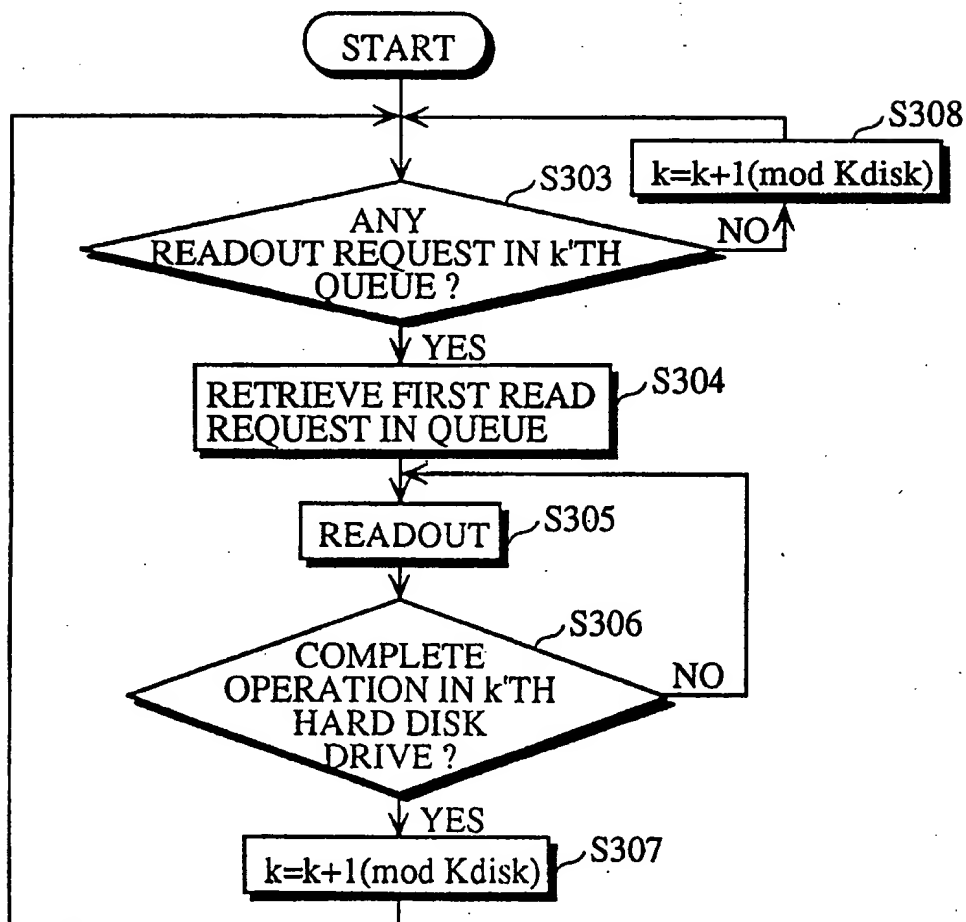 START
S308
k=k+1(mod Kdisk)
S303
ANY
READOUT REQUEST IN k'TH
QUEUE ?
NO
YES
S304
RETRIEVE FIRST READ
REQUEST IN QUEUE
S305
READOUT
S306
COMPLETE
OPERATION IN k'TH
HARD DISK
DRIVE ?
NO
YES
S307
k=k+1(mod Kdisk)